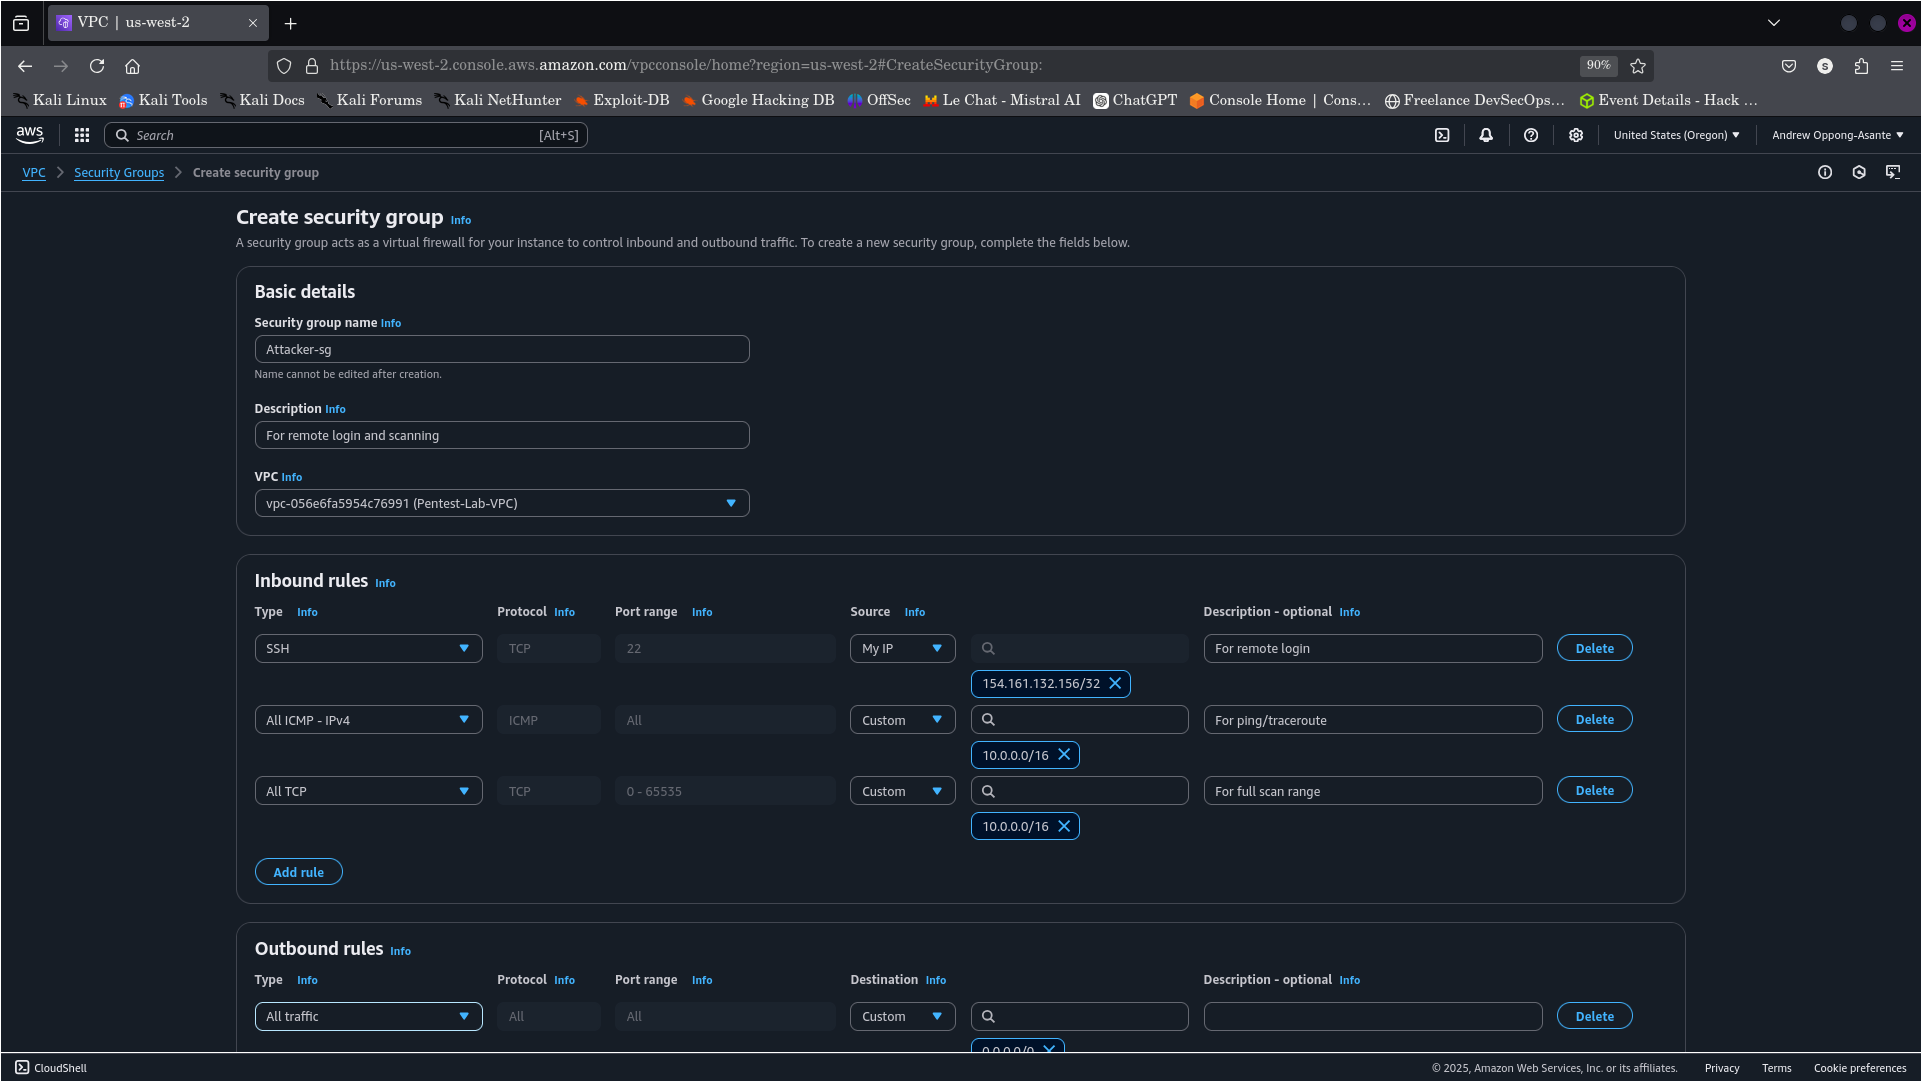 VPC | us-west-2
https://us-west-2.console.aws.amazon.com/vpcconsole/home?region=us-west-2#CreateSecurityGroup:
90%
S
Kali Linux Kali Tools Kali Docs Kali Forums Kali NetHunter Exploit-DB Google Hacking DB OffSec Le Chat - Mistral AI ChatGPT Console Home | Cons… Freelance DevSecOps… Event Details - Hack …
aws Search [Alt+S] United States (Oregon) Andrew Oppong-Asante
VPC Security Groups Create security group
Create security group Info
A security group acts as a virtual firewall for your instance to control inbound and outbound traffic. To create a new security group, complete the fields below.
Basic details
Security group name Info
Attacker-sg
Name cannot be edited after creation.
Description Info
For remote login and scanning
VPC Info
vpc-056e6fa5954c76991 (Pentest-Lab-VPC)
Inbound rules Info
Type Info Protocol Info Port range Info Source Info Description - optional Info
SSH TCP 22 My IP For remote login Delete
154.161.132.156/32
All ICMP - IPv4 ICMP All Custom For ping/traceroute Delete
10.0.0.0/16
All TCP TCP 0 - 65535 Custom For full scan range Delete
10.0.0.0/16
Add rule
Outbound rules Info
Type Info Protocol Info Port range Info Destination Info Description - optional Info
All traffic All All Custom Delete
0.0.0.0/0
CloudShell © 2025, Amazon Web Services, Inc. or its affiliates. Privacy Terms Cookie preferences